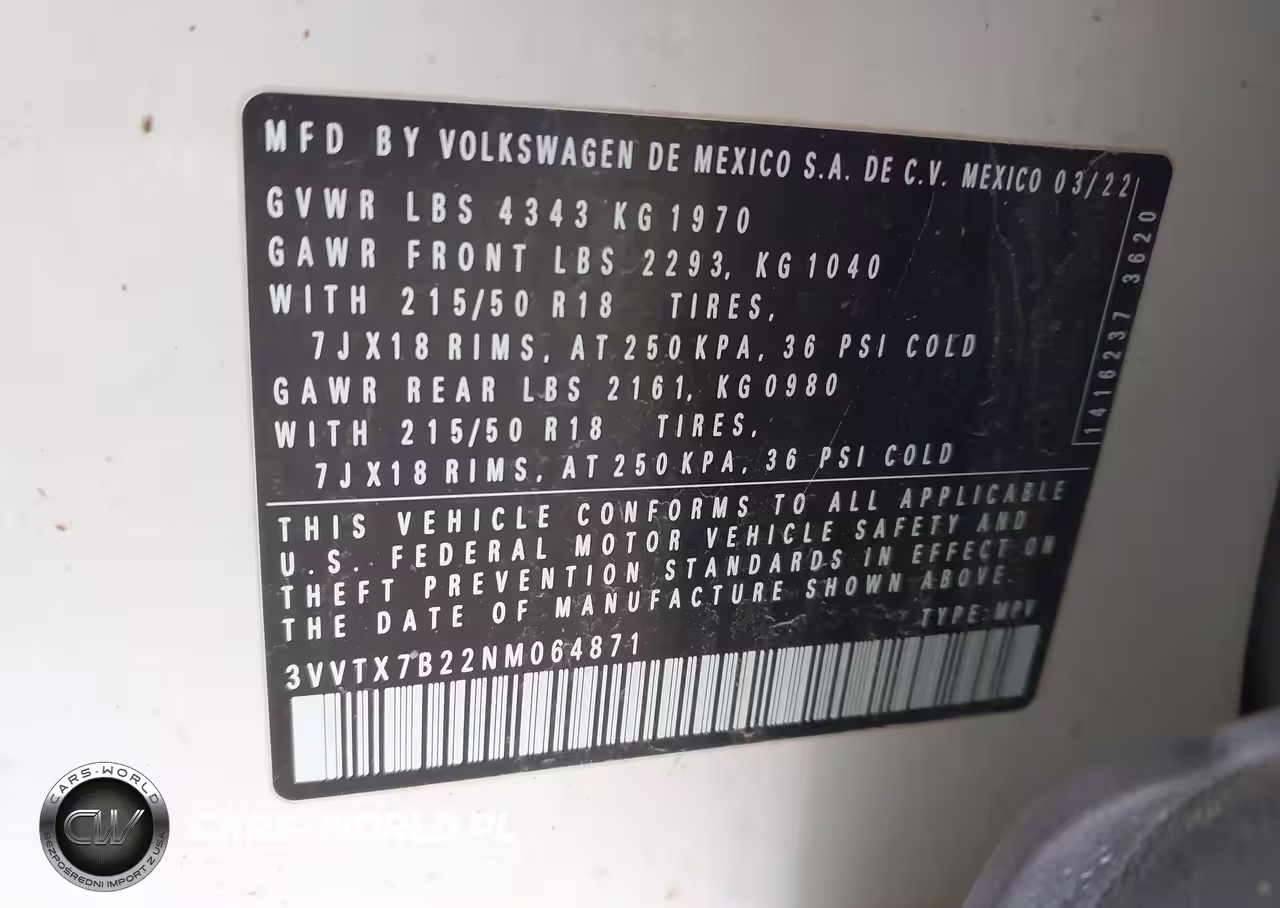 MFD BY VOLKSWAGEN DE MEXICO S.A. DE C.V. MEXICO 03/22
GVWR LBS 4343 KG 1970
GAWR FRONT LBS 2293, KG 1040
WITH 215/50 R18 TIRES,
7JX18 RIMS, AT 250 KPA, 36 PSI COLD
GAWR REAR LBS 2161, KG 0980
WITH 215/50 R18 TIRES,
7JX18 RIMS, AT 250 KPA, 36 PSI COLD
1416237 3620
THIS VEHICLE CONFORMS TO ALL APPLICABLE
U.S. FEDERAL MOTOR VEHICLE SAFETY AND
THEFT PREVENTION STANDARDS IN EFFECT ON
THE DATE OF MANUFACTURE SHOWN ABOVE.
TYPE: MPV
3VVTX7B22NM064871
CARS-WORLD
CW
BEZPOŚREDNI IMPORT Z USA
CARS-WORLD.PL